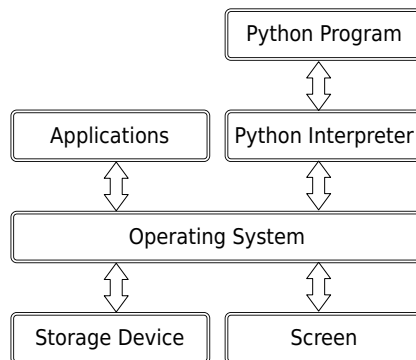 Python Program
Applications
Python Interpreter
Operating System
Storage Device
Screen